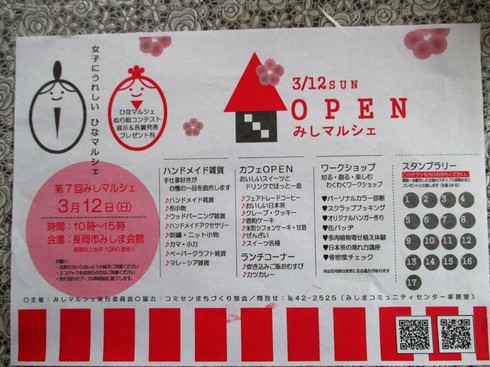 女子にうれしい ひなマルシェ
ひなマルシェ
ぬり絵コンテスト
展示&各賞発表
プレゼント有
3/12 SUN
OPEN
みしマルシェ
第7回みしマルシェ
3月12日(日)
時間:10時~15時
会場:長岡市みしま会館
ハンドメイド雑貨
手仕事好きが
自慢の一品を直売します
♪ハンドメイド雑貨
♪布小物
♪ウッドバーニング雑貨
♪ハンドメイドアクセサリー
♪刺繍・ニット小物
♪カマ・小刀
♪ペーパークラフト雑貨
♪マレーシア雑貨
カフェOPEN
おいしいスイーツと
ドリンクでほっと一息
♪フェアトレードコーヒー
♪おいしい日本茶
♪クレープ・クッキー
♪酒粕ケーキ
♪米粉シフォンケーキ・甘酒
♪ぜんざい
♪スイーツ各種
ランチコーナー
♪炊き込みご飯おむすび
♪カツカレー
ワークショップ
知る・創る・楽しむ
わくわくワークショップ
♥パーソナルカラー診断
♥スクラップブッキング
♥オリジナルハンガー作り
♥缶バッヂ
♥多肉植物寄せ植え体験
♥日本茶の淹れ方講座
♥骨密度チェック
スタンプラリー
1 2 3 4
5 6 7 8
9 10 11 12
13 14 15 16
17
○主催:みしマルシェ実行委員会○協力:コミセンまちづくり部会/問合せ:℡42-2525(みしまコミュニティセンター事務室)